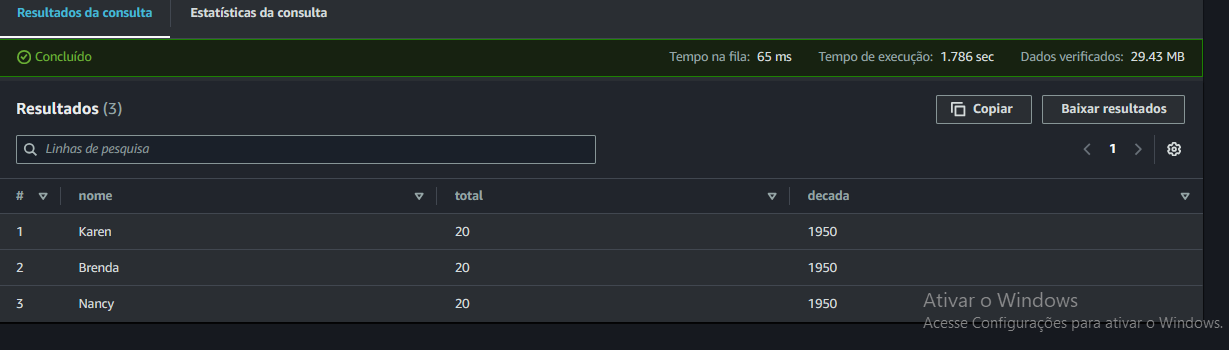 Resultados da consulta Estatísticas da consulta
Concluído Tempo na fila: 65 ms Tempo de execução: 1.786 sec Dados verificados: 29.43 MB
Resultados (3) Copiar Baixar resultados
Linhas de pesquisa 1
# nome total decada
1 Karen 20 1950
2 Brenda 20 1950
3 Nancy 20 1950
Ativar o Windows
Acesse Configurações para ativar o Windows.